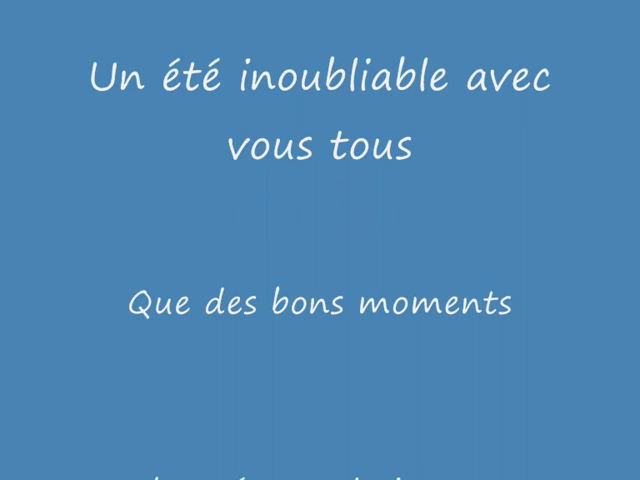 Un été inoubliable avec
vous tous
Que des bons moments